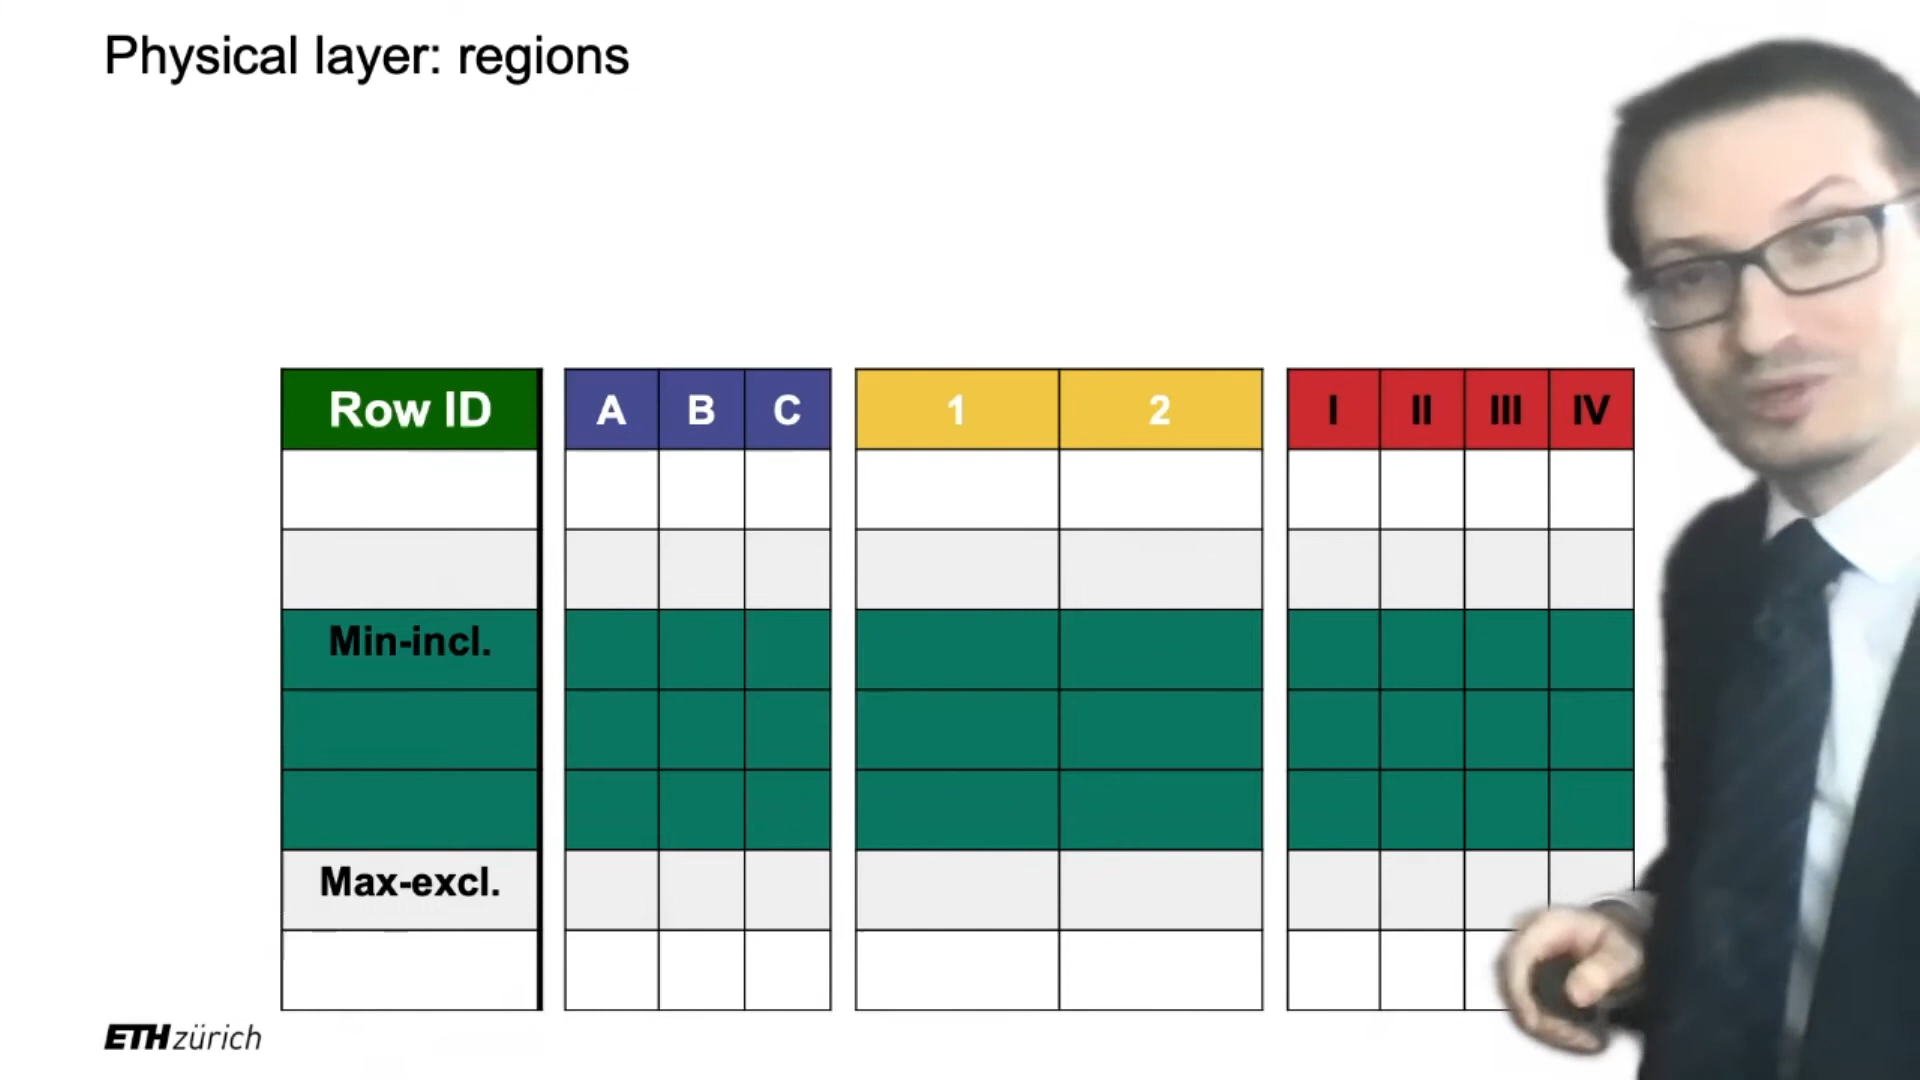 Physical layer: regions
Row ID A B C 1 2 I II III IV
Min-incl.
Max-excl.
ETH zürich